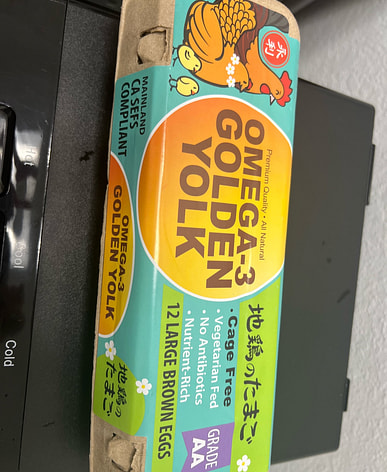 永利
Premium Quality • All Natural
OMEGA-3
GOLDEN
YOLK
地鶏のたまご
• Cage Free
• Vegetarian Fed
• No Antibiotics
• Nutrient-Rich
12 LARGE BROWN EGGS
GRADE
AA
MAINLAND
CA SEFS
COMPLIANT
OMEGA-3
GOLDEN YOLK
地鶏の
たまご
Cold